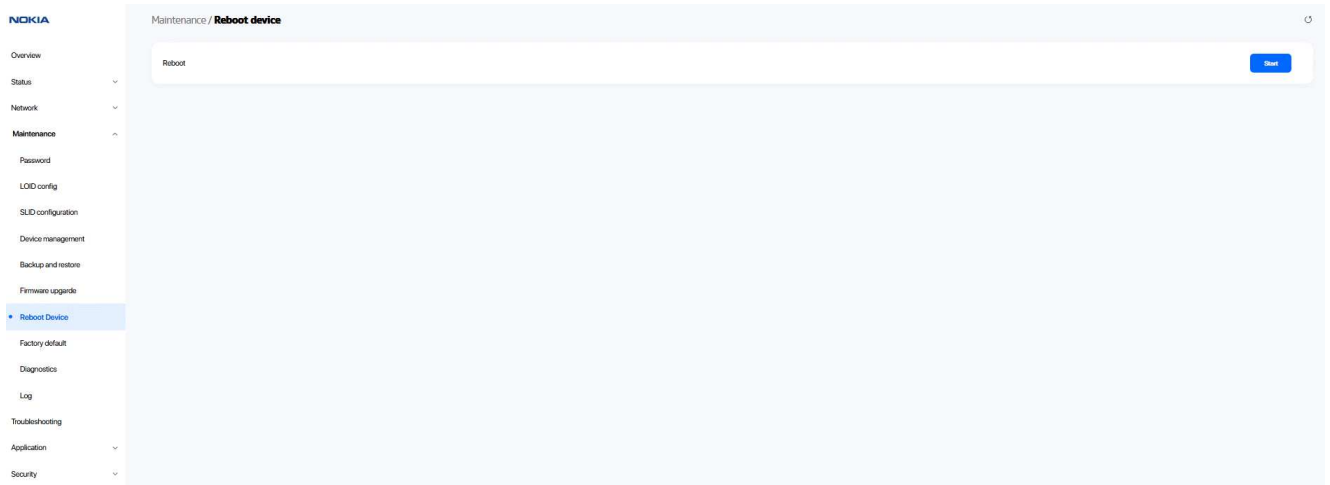 NOKIA
Maintenance / Reboot device
Overview
Reboot
Start
Status
Network
Maintenance
Password
LOID config
SLID configuration
Device management
Backup and restore
Firmware upgarde
Reboot Device
Factory default
Diagnostics
Log
Troubleshooting
Application
Security